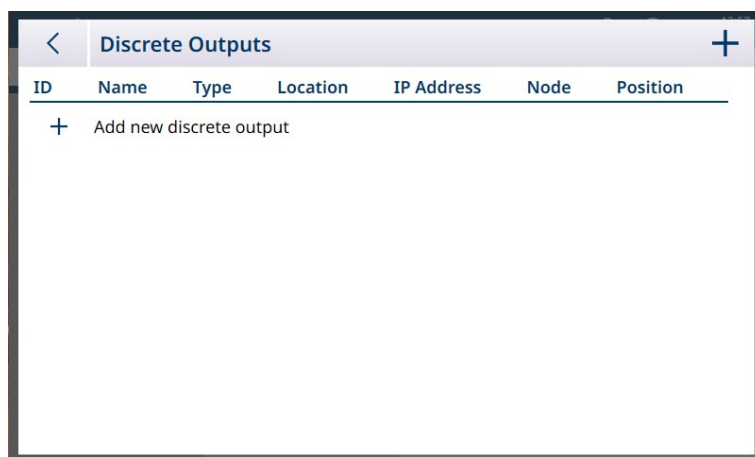 Discrete Outputs
ID Name Type Location IP Address Node Position
Add new discrete output